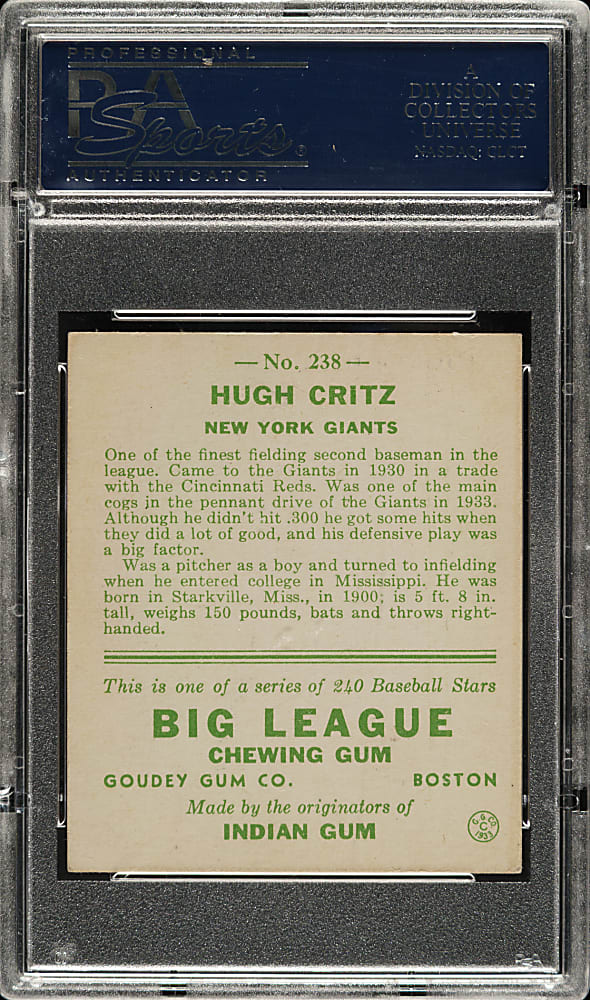 PROFESSIONAL
PSA
Sports®
AUTHENTICATOR
A
DIVISION OF
COLLECTORS
UNIVERSE
NASDAQ: CLCT
— No. 238 —
HUGH CRITZ
NEW YORK GIANTS
One of the finest fielding second baseman in the
league. Came to the Giants in 1930 in a trade
with the Cincinnati Reds. Was one of the main
cogs in the pennant drive of the Giants in 1933.
Although he didn't hit .300 he got some hits when
they did a lot of good, and his defensive play was
a big factor.
Was a pitcher as a boy and turned to infielding
when he entered college in Mississippi. He was
born in Starkville, Miss., in 1900; is 5 ft. 8 in.
tall, weighs 150 pounds, bats and throws right-
handed.
This is one of a series of 240 Baseball Stars
BIG LEAGUE
CHEWING GUM
GOUDEY GUM CO. BOSTON
Made by the originators of
INDIAN GUM
G.G.CO.
C
1933